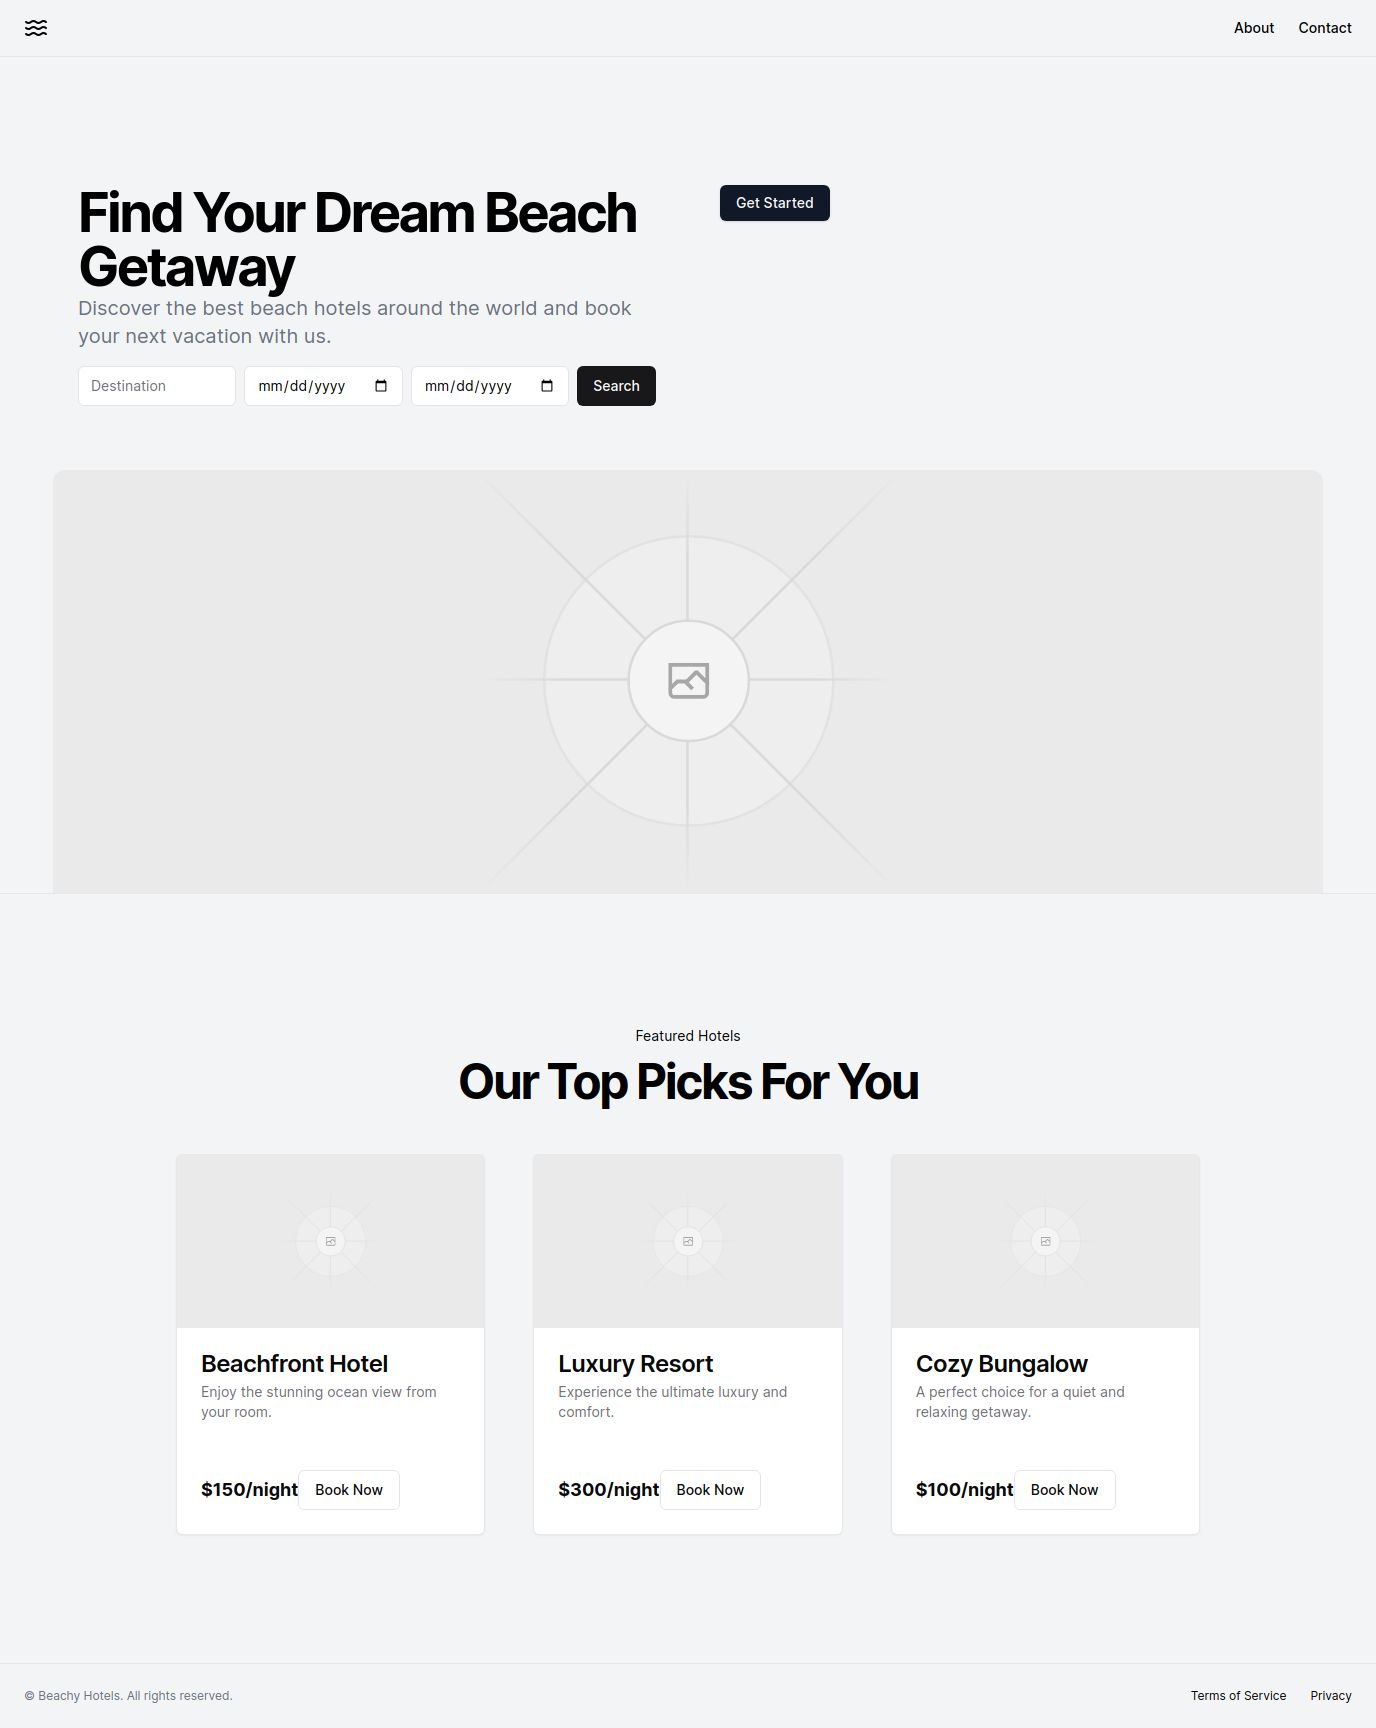 About
Contact
Find Your Dream Beach
Getaway
Get Started
Discover the best beach hotels around the world and book
your next vacation with us.
Destination
mm/dd/yyyy
mm/dd/yyyy
Search
Featured Hotels
Our Top Picks For You
Beachfront Hotel
Enjoy the stunning ocean view from
your room.
$150/night
Book Now
Luxury Resort
Experience the ultimate luxury and
comfort.
$300/night
Book Now
Cozy Bungalow
A perfect choice for a quiet and
relaxing getaway.
$100/night
Book Now
© Beachy Hotels. All rights reserved.
Terms of Service
Privacy